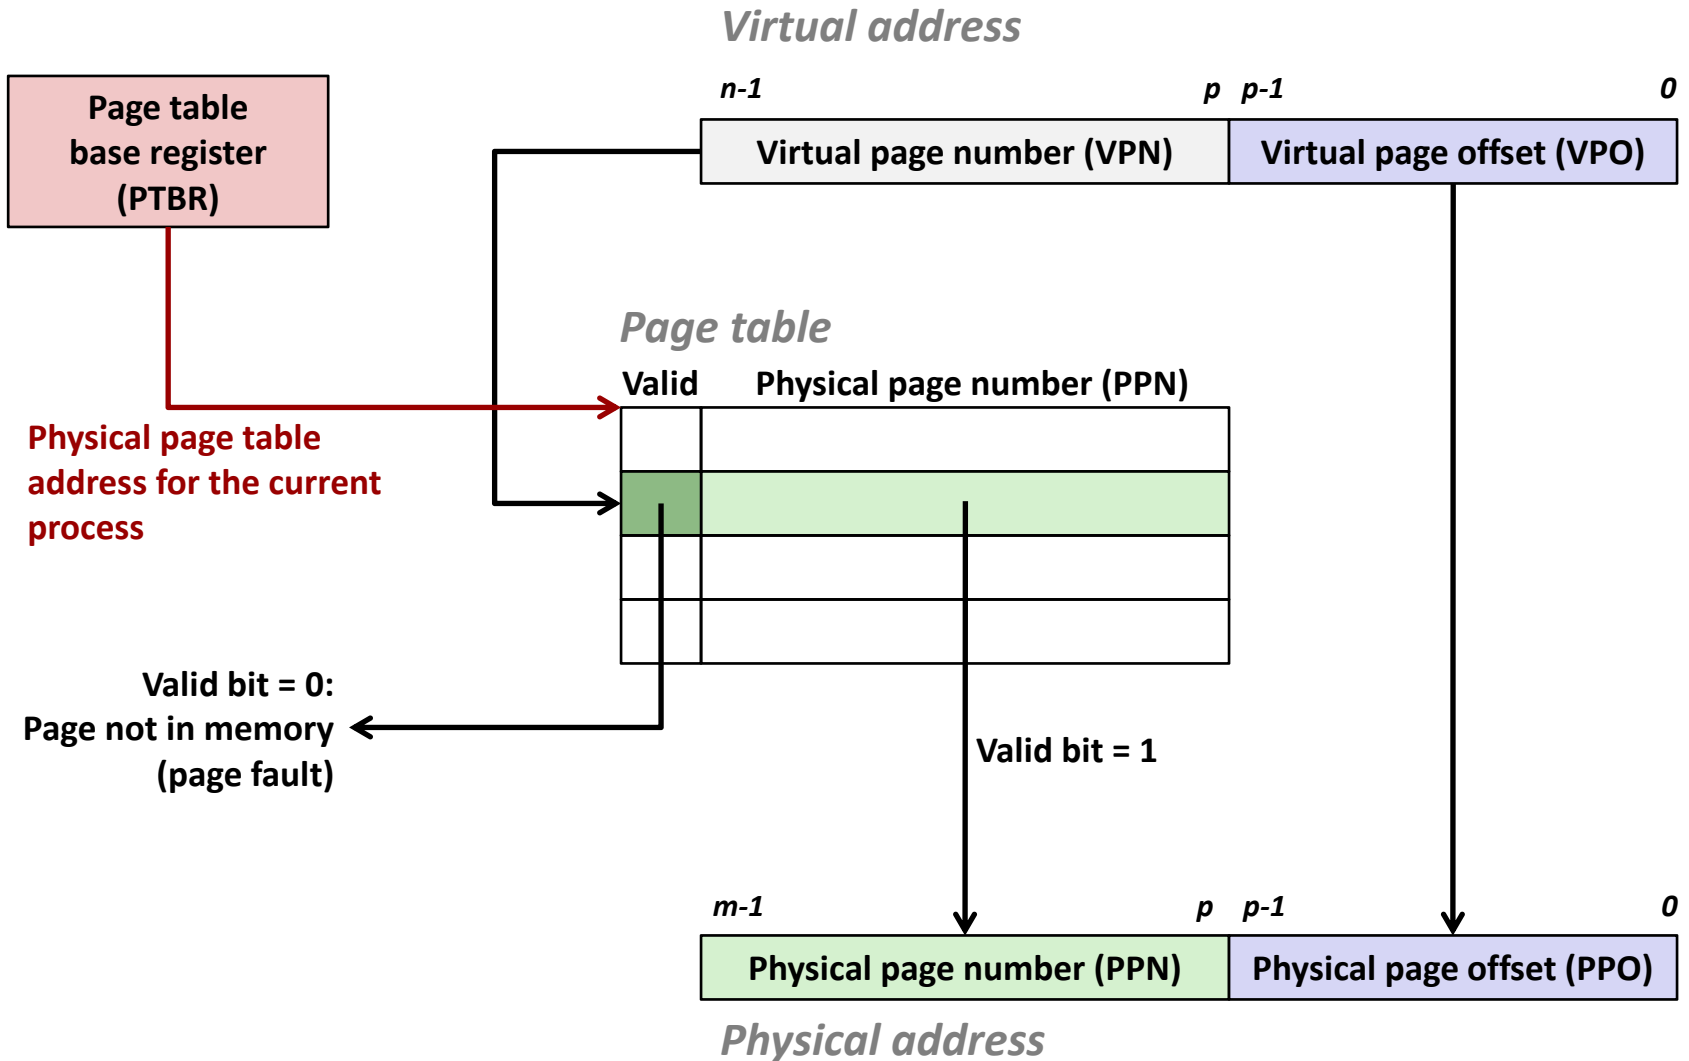 Virtual address
n-1 p p-1 0
Page table
base register
(PTBR)
Virtual page number (VPN) Virtual page offset (VPO)
Page table
Valid Physical page number (PPN)
Physical page table
address for the current
process
Valid bit = 0:
Page not in memory
(page fault)
Valid bit = 1
m-1 p p-1 0
Physical page number (PPN) Physical page offset (PPO)
Physical address